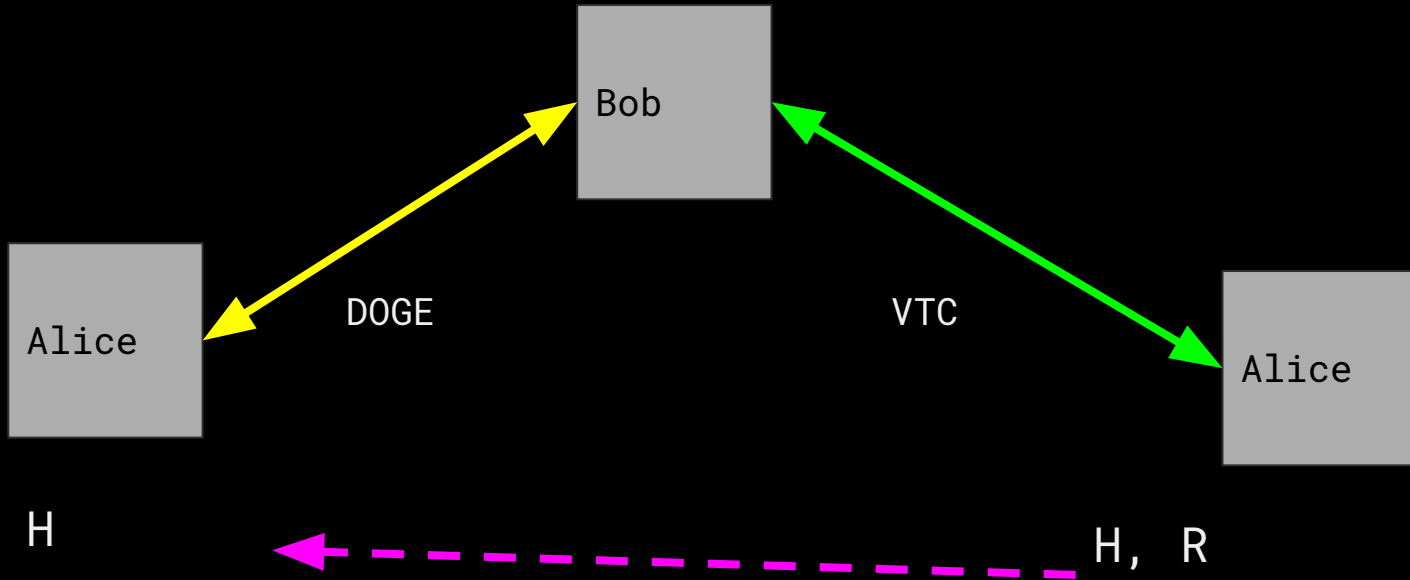 Bob
DOGE
VTC
Alice
Alice
H
H, R